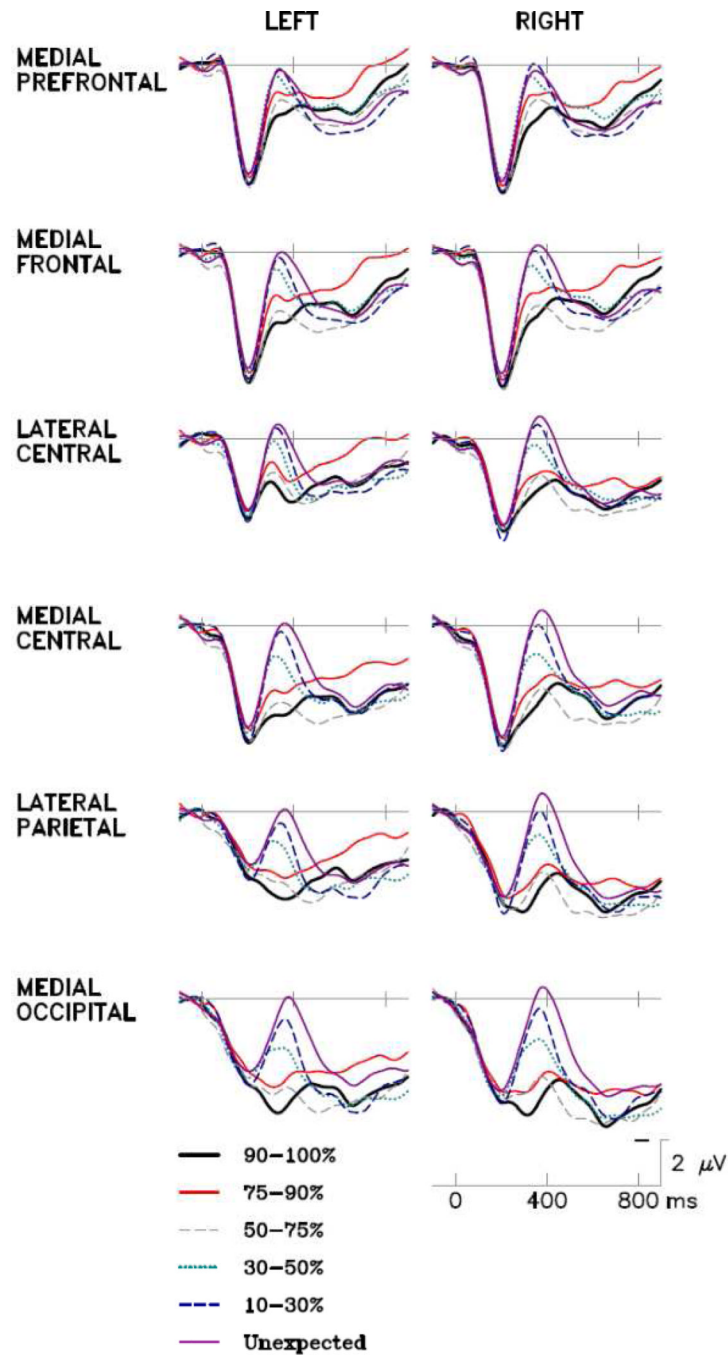 LEFT RIGHT
MEDIAL
PREFRONTAL
MEDIAL
FRONTAL
LATERAL
CENTRAL
MEDIAL
CENTRAL
LATERAL
PARIETAL
MEDIAL
OCCIPITAL
90–100%
75–90%
50–75%
30–50%
10–30%
Unexpected
2 μV
0 400 800 ms